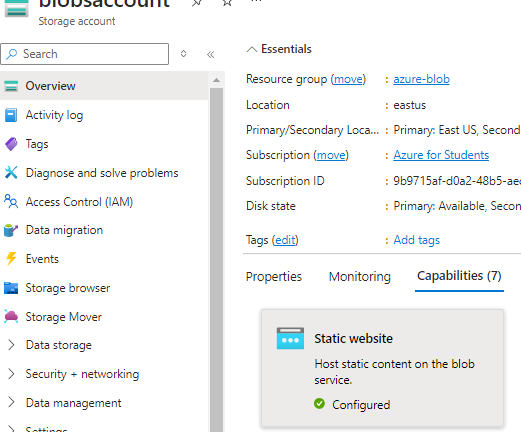 blobsaccount
Storage account
Search
«
Overview
Activity log
Tags
Diagnose and solve problems
Access Control (IAM)
Data migration
Events
Storage browser
Storage Mover
Data storage
Security + networking
Data management
Settings
Essentials
Resource group (move) : azure-blob
Location : eastus
Primary/Secondary Loca... : Primary: East US, Second
Subscription (move) : Azure for Students
Subscription ID : 9b9715af-d0a2-48b5-aec
Disk state : Primary: Available, Secon
Tags (edit) : Add tags
Properties Monitoring Capabilities (7)
Static website
Host static content on the blob
service.
Configured